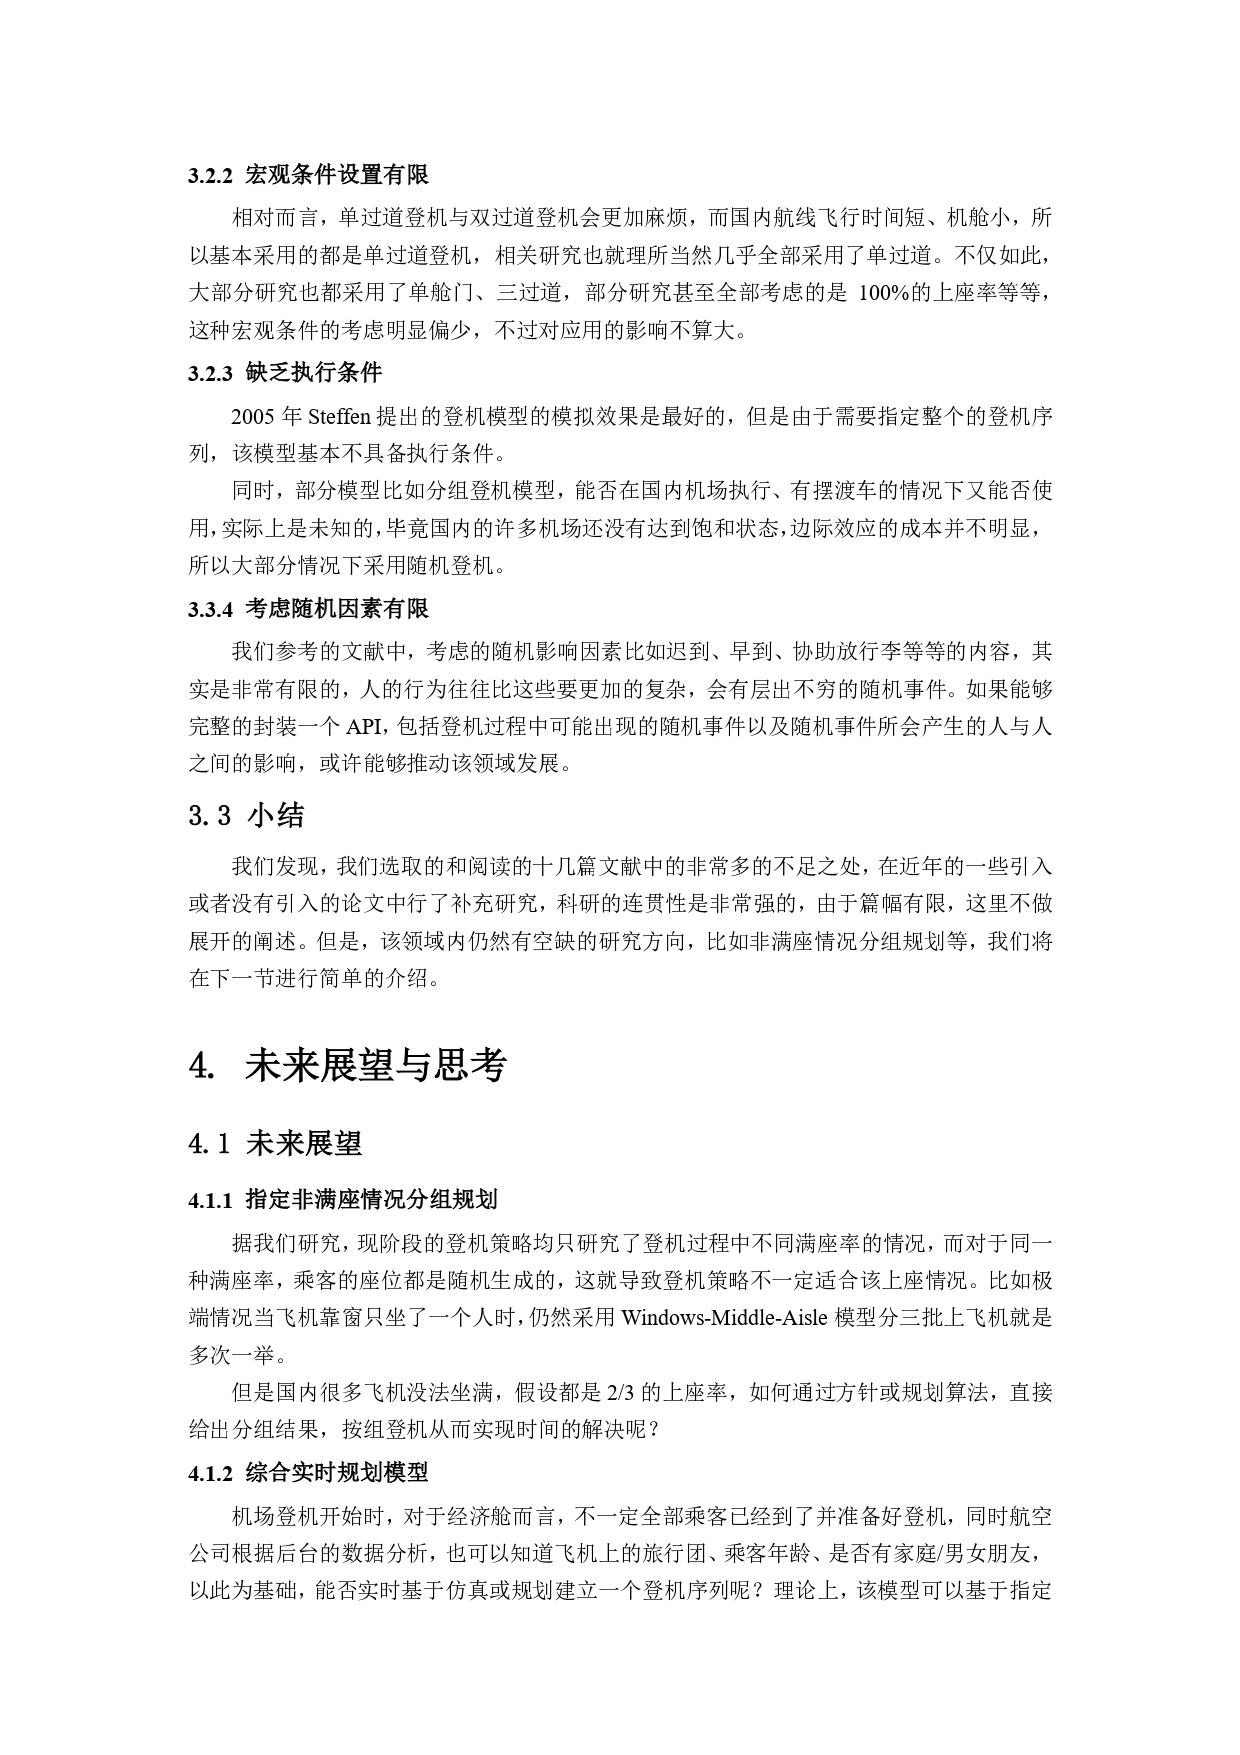 3.2.2 宏观条件设置有限
相对而言，单过道登机与双过道登机会更加麻烦，而国内航线飞行时间短、机舱小，所
以基本采用的都是单过道登机，相关研究也就理所当然几乎全部采用了单过道。不仅如此，
大部分研究也都采用了单舱门、三过道，部分研究甚至全部考虑的是 100%的上座率等等，
这种宏观条件的考虑明显偏少，不过对应用的影响不算大。
3.2.3 缺乏执行条件
2005 年 Steffen 提出的登机模型的模拟效果是最好的，但是由于需要指定整个的登机序
列，该模型基本不具备执行条件。
同时，部分模型比如分组登机模型，能否在国内机场执行、有摆渡车的情况下又能否使
用，实际上是未知的，毕竟国内的许多机场还没有达到饱和状态，边际效应的成本并不明显，
所以大部分情况下采用随机登机。
3.3.4 考虑随机因素有限
我们参考的文献中，考虑的随机影响因素比如迟到、早到、协助放行李等等的内容，其
实是非常有限的，人的行为往往比这些要更加的复杂，会有层出不穷的随机事件。如果能够
完整的封装一个 API，包括登机过程中可能出现的随机事件以及随机事件所会产生的人与人
之间的影响，或许能够推动该领域发展。
3.3 小结
我们发现，我们选取的和阅读的十几篇文献中的非常多的不足之处，在近年的一些引入
或者没有引入的论文中行了补充研究，科研的连贯性是非常强的，由于篇幅有限，这里不做
展开的阐述。但是，该领域内仍然有空缺的研究方向，比如非满座情况分组规划等，我们将
在下一节进行简单的介绍。
4. 未来展望与思考
4.1 未来展望
4.1.1 指定非满座情况分组规划
据我们研究，现阶段的登机策略均只研究了登机过程中不同满座率的情况，而对于同一
种满座率，乘客的座位都是随机生成的，这就导致登机策略不一定适合该上座情况。比如极
端情况当飞机靠窗只坐了一个人时，仍然采用 Windows-Middle-Aisle 模型分三批上飞机就是
多次一举。
但是国内很多飞机没法坐满，假设都是 2/3 的上座率，如何通过方针或规划算法，直接
给出分组结果，按组登机从而实现时间的解决呢？
4.1.2 综合实时规划模型
机场登机开始时，对于经济舱而言，不一定全部乘客已经到了并准备好登机，同时航空
公司根据后台的数据分析，也可以知道飞机上的旅行团、乘客年龄、是否有家庭/男女朋友，
以此为基础，能否实时基于仿真或规划建立一个登机序列呢？理论上，该模型可以基于指定